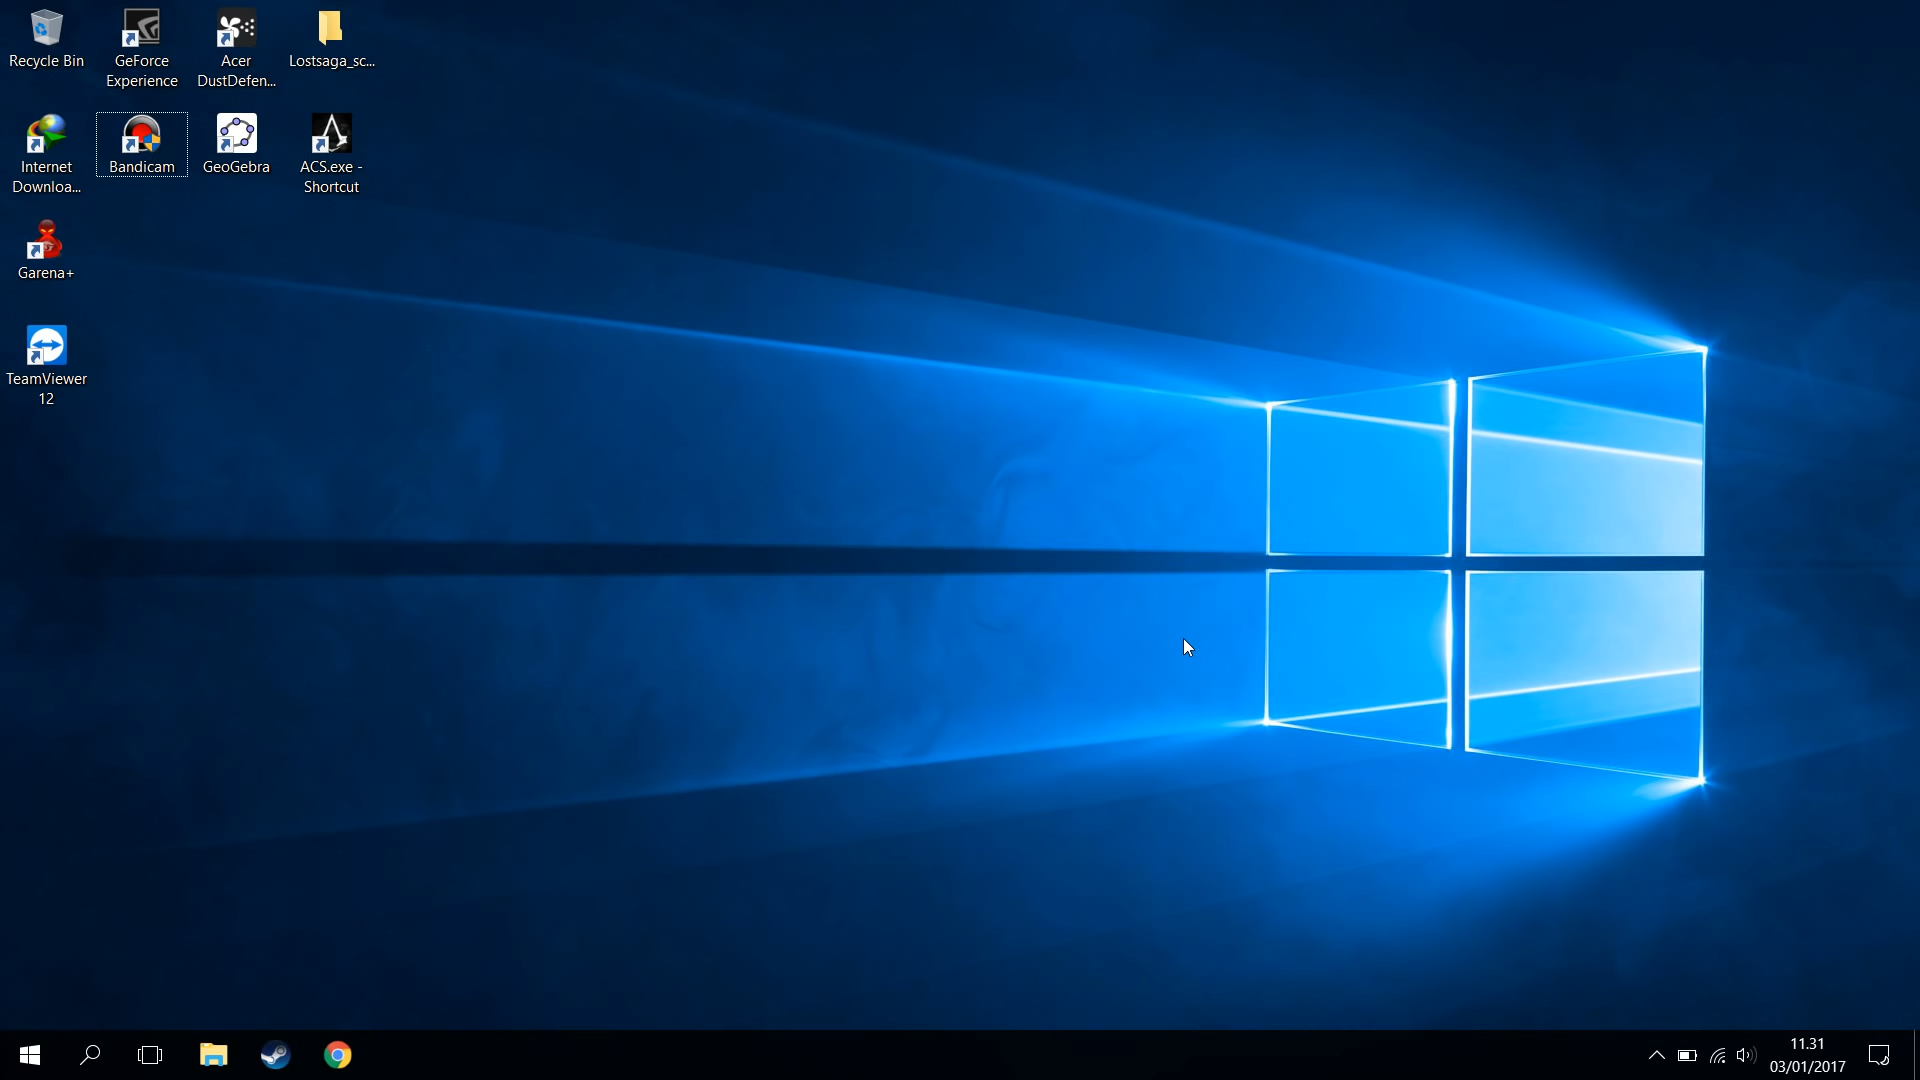 Recycle Bin
GeForce
Experience
Acer
DustDefen...
Lostsaga_sc...
Internet
Downloa...
Bandicam
GeoGebra
ACS.exe -
Shortcut
Garena+
TeamViewer
12
11.31
03/01/2017